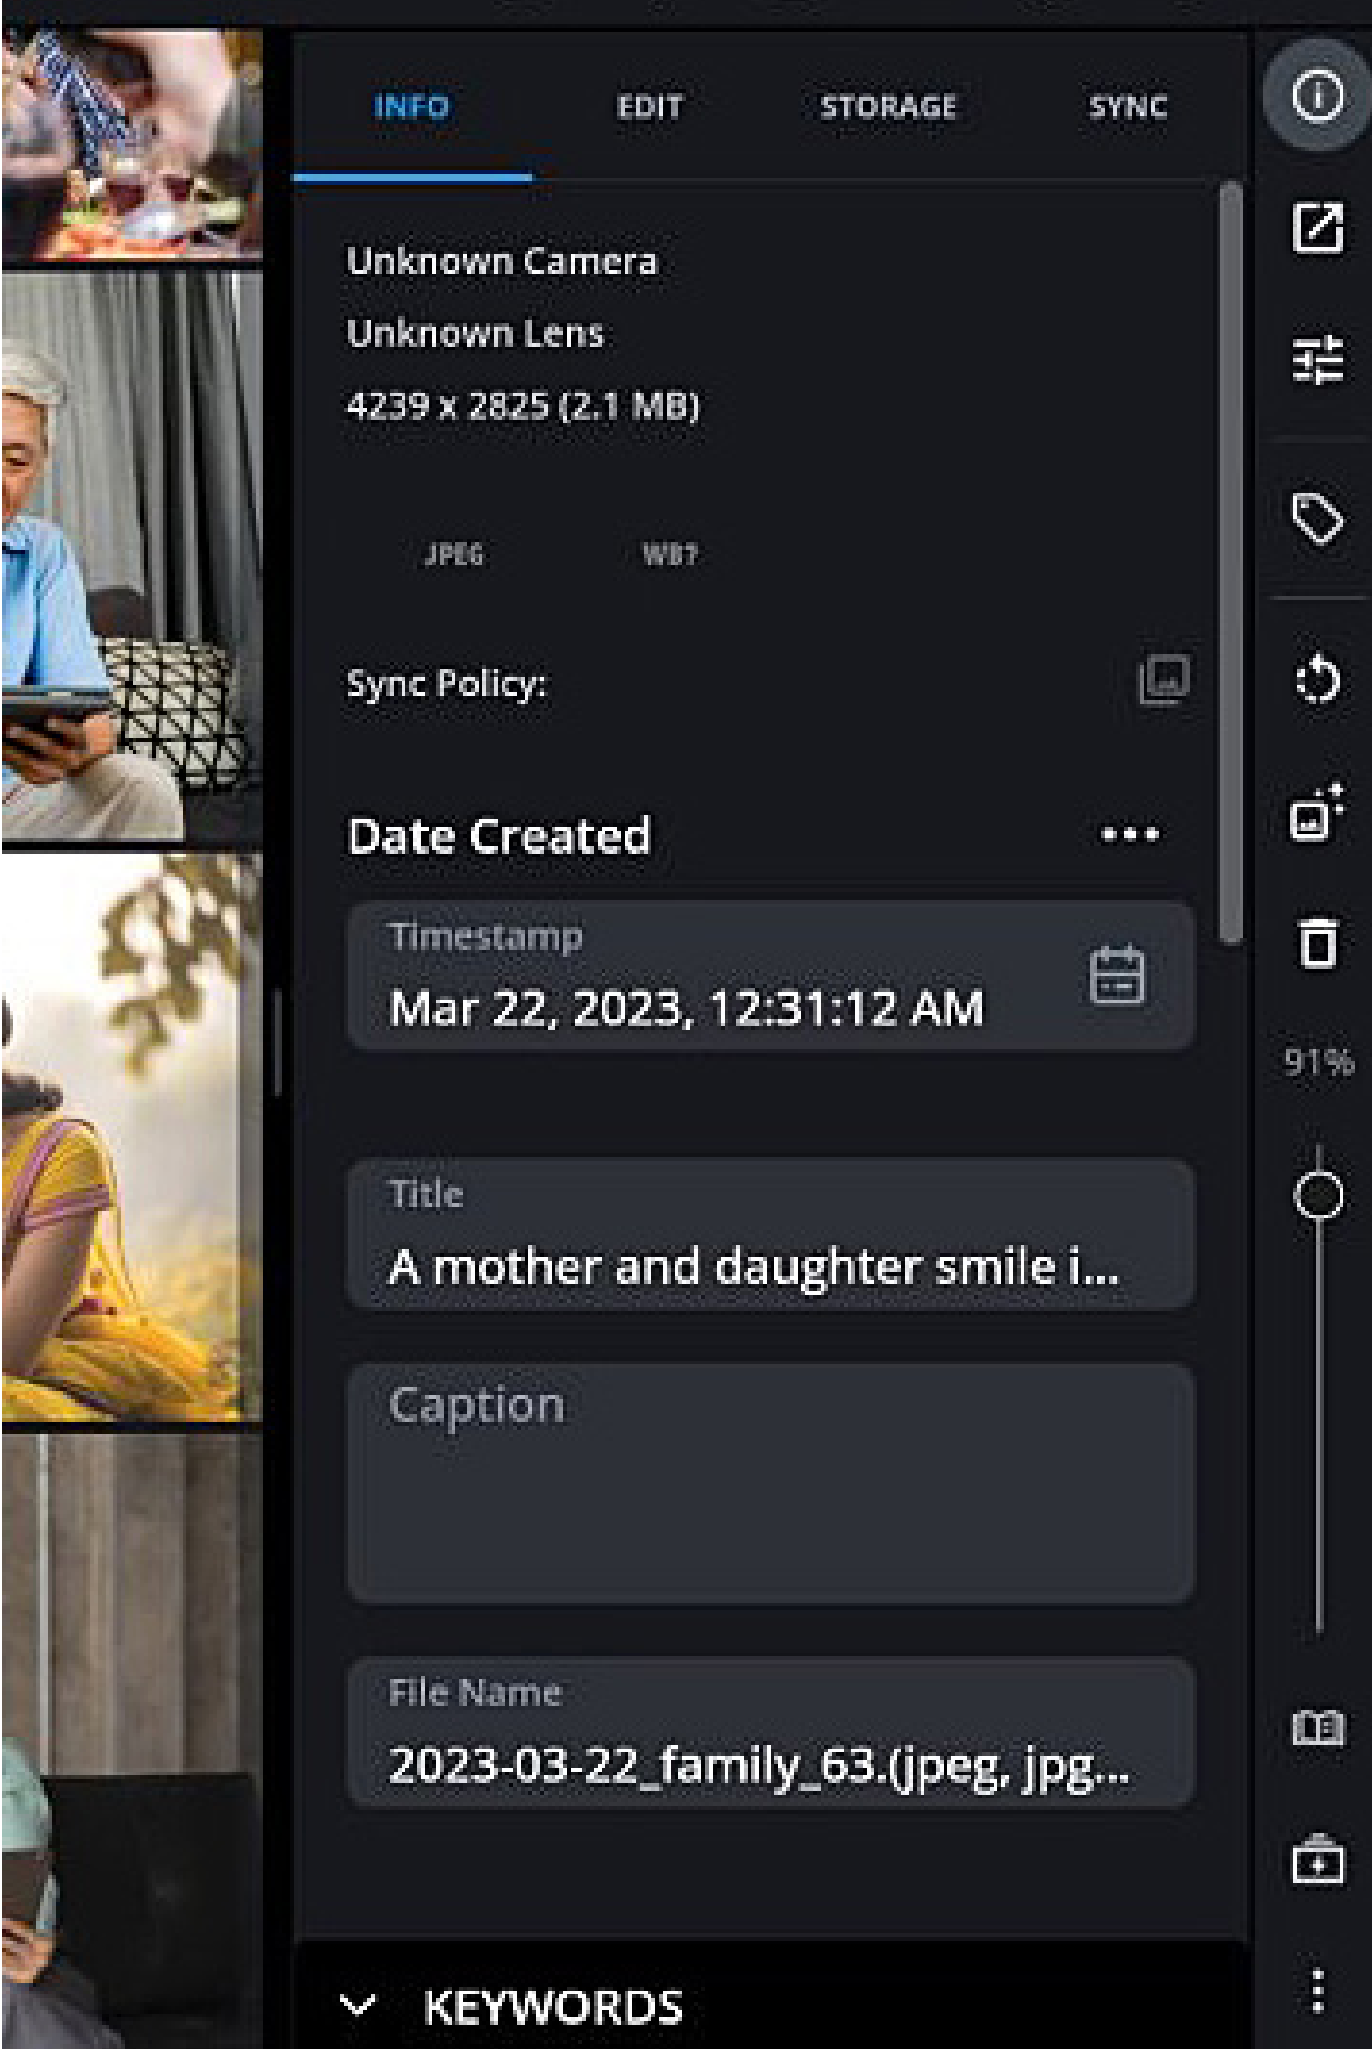 INFO EDIT STORAGE SYNC
Unknown Camera
Unknown Lens
4239 x 2825 (2.1 MB)
JPEG WB?
Sync Policy:
Date Created
Timestamp
Mar 22, 2023, 12:31:12 AM
91%
Title
A mother and daughter smile i...
Caption
File Name
2023-03-22_family_63.(jpeg, jpg...
KEYWORDS